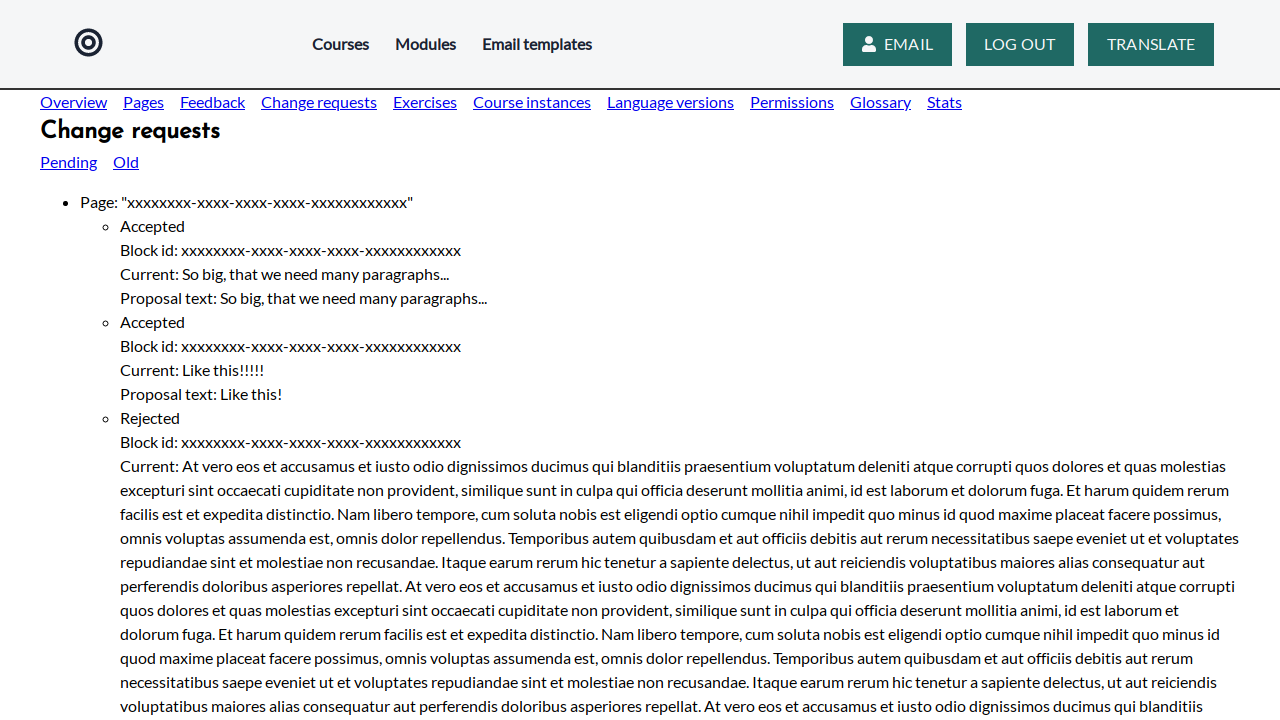 Courses Modules Email templates EMAIL LOG OUT TRANSLATE
Overview Pages Feedback Change requests Exercises Course instances Language versions Permissions Glossary Stats
Change requests
Pending Old
Page: "xxxxxxxx-xxxx-xxxx-xxxx-xxxxxxxxxxxx"
Accepted
Block id: xxxxxxxx-xxxx-xxxx-xxxx-xxxxxxxxxxxx
Current: So big, that we need many paragraphs...
Proposal text: So big, that we need many paragraphs...
Accepted
Block id: xxxxxxxx-xxxx-xxxx-xxxx-xxxxxxxxxxxx
Current: Like this!!!!!
Proposal text: Like this!
Rejected
Block id: xxxxxxxx-xxxx-xxxx-xxxx-xxxxxxxxxxxx
Current: At vero eos et accusamus et iusto odio dignissimos ducimus qui blanditiis praesentium voluptatum deleniti atque corrupti quos dolores et quas molestias
excepturi sint occaecati cupiditate non provident, similique sunt in culpa qui officia deserunt mollitia animi, id est laborum et dolorum fuga. Et harum quidem rerum
facilis est et expedita distinctio. Nam libero tempore, cum soluta nobis est eligendi optio cumque nihil impedit quo minus id quod maxime placeat facere possimus,
omnis voluptas assumenda est, omnis dolor repellendus. Temporibus autem quibusdam et aut officiis debitis aut rerum necessitatibus saepe eveniet ut et voluptates
repudiandae sint et molestiae non recusandae. Itaque earum rerum hic tenetur a sapiente delectus, ut aut reiciendis voluptatibus maiores alias consequatur aut
perferendis doloribus asperiores repellat. At vero eos et accusamus et iusto odio dignissimos ducimus qui blanditiis praesentium voluptatum deleniti atque corrupti
quos dolores et quas molestias excepturi sint occaecati cupiditate non provident, similique sunt in culpa qui officia deserunt mollitia animi, id est laborum et
dolorum fuga. Et harum quidem rerum facilis est et expedita distinctio. Nam libero tempore, cum soluta nobis est eligendi optio cumque nihil impedit quo minus id
quod maxime placeat facere possimus, omnis voluptas assumenda est, omnis dolor repellendus. Temporibus autem quibusdam et aut officiis debitis aut rerum
necessitatibus saepe eveniet ut et voluptates repudiandae sint et molestiae non recusandae. Itaque earum rerum hic tenetur a sapiente delectus, ut aut reiciendis
voluptatibus maiores alias consequatur aut perferendis doloribus asperiores repellat. At vero eos et accusamus et iusto odio dignissimos ducimus qui blanditiis